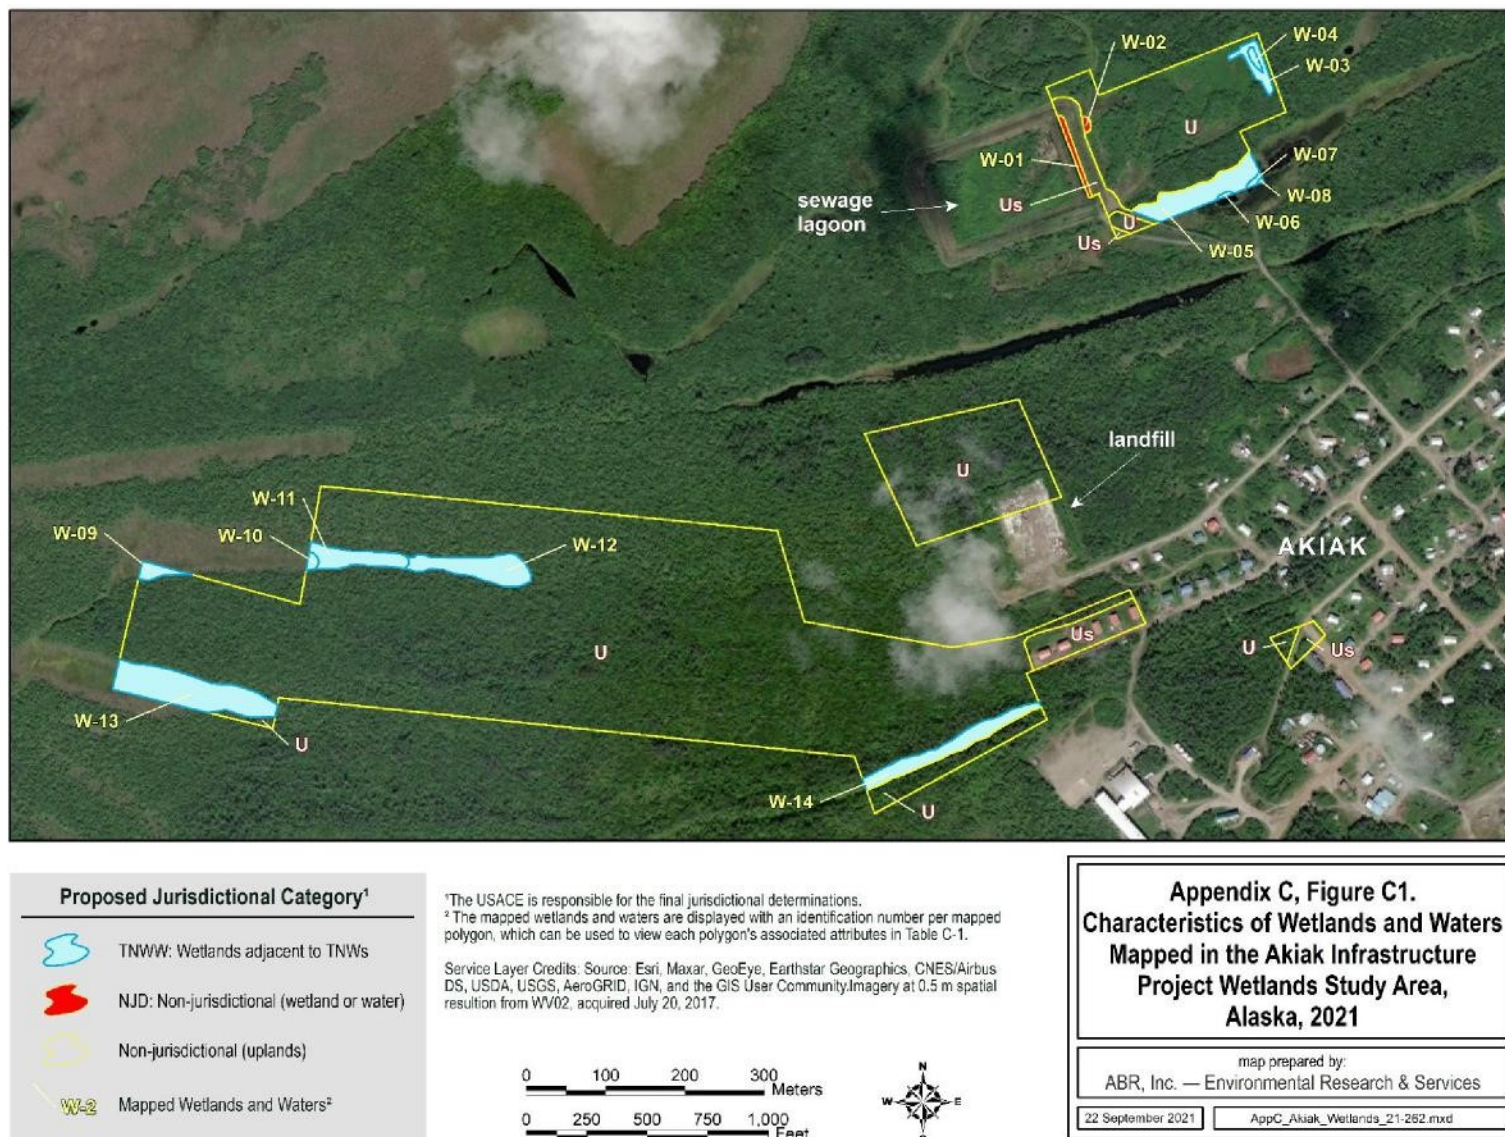 W-02
W-04
W-03
U
W-01
W-07
sewage
lagoon
Us
W-08
U
W-06
Us
W-05
landfill
U
W-11
W-09
W-10
W-12
AKIAK
Us
U
Us
U
W-13
U
W-14
U
Proposed Jurisdictional Category¹
TNWW: Wetlands adjacent to TNWs
NJD: Non-jurisdictional (wetland or water)
Non-jurisdictional (uplands)
W-2 Mapped Wetlands and Waters²
¹The USACE is responsible for the final jurisdictional determinations.
² The mapped wetlands and waters are displayed with an identification number per mapped
polygon, which can be used to view each polygon's associated attributes in Table C-1.
Service Layer Credits: Source: Esri, Maxar, GeoEye, Earthstar Geographics, CNES/Airbus
DS, USDA, USGS, AeroGRID, IGN, and the GIS User Community.Imagery at 0.5 m spatial
resultion from WV02, acquired July 20, 2017.
0 100 200 300 Meters
0 250 500 750 1,000 Feet
N
W E
Appendix C, Figure C1.
Characteristics of Wetlands and Waters
Mapped in the Akiak Infrastructure
Project Wetlands Study Area,
Alaska, 2021
map prepared by:
ABR, Inc. — Environmental Research & Services
22 September 2021 AppC_Akiak_Wetlands_21-262.mxd